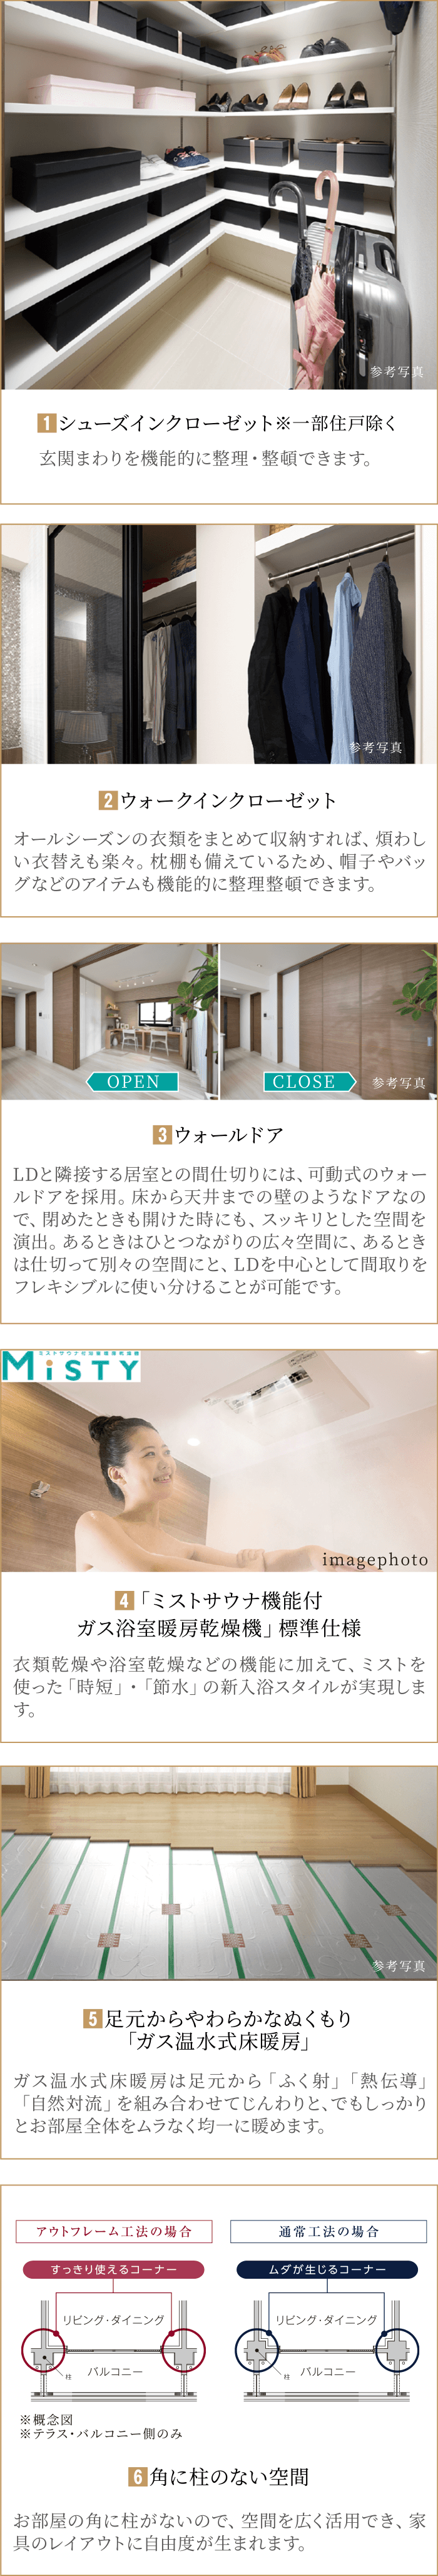 参考写真
1 シューズインクローゼット※一部住戸除く
玄関まわりを機能的に整理・整頓できます。
参考写真
2 ウォークインクローゼット
オールシーズンの衣類をまとめて収納すれば、煩わし
い衣替えも楽々。枕棚も備えているため、帽子やバッ
グなどのアイテムも機能的に整理整頓できます。
OPEN
CLOSE
参考写真
3 ウォールドア
LDと隣接する居室との間仕切りには、可動式のウォー
ルドアを採用。床から天井までの壁のようなドアなの
で、閉めたときも開けた時にも、スッキリとした空間を
演出。あるときはひとつながりの広々空間に、あるとき
は仕切って別々の空間にと、LDを中心として間取りを
フレキシブルに使い分けることが可能です。
ミストサウナ付浴室暖房乾燥機
MiSTY
imagephoto
4 「ミストサウナ機能付
ガス浴室暖房乾燥機」標準仕様
衣類乾燥や浴室乾燥などの機能に加えて、ミストを
使った「時短」・「節水」の新入浴スタイルが実現しま
す。
参考写真
5 足元からやわらかなぬくもり
「ガス温水式床暖房」
ガス温水式床暖房は足元から「ふく射」「熱伝導」
「自然対流」を組み合わせてじんわりと、でもしっかり
とお部屋全体をムラなく均一に暖めます。
アウトフレーム工法の場合
すっきり使えるコーナー
リビング・ダイニング
柱
バルコニー
通常工法の場合
ムダが生じるコーナー
リビング・ダイニング
柱
バルコニー
※概念図
※テラス・バルコニー側のみ
6 角に柱のない空間
お部屋の角に柱がないので、空間を広く活用でき、家
具のレイアウトに自由度が生まれます。